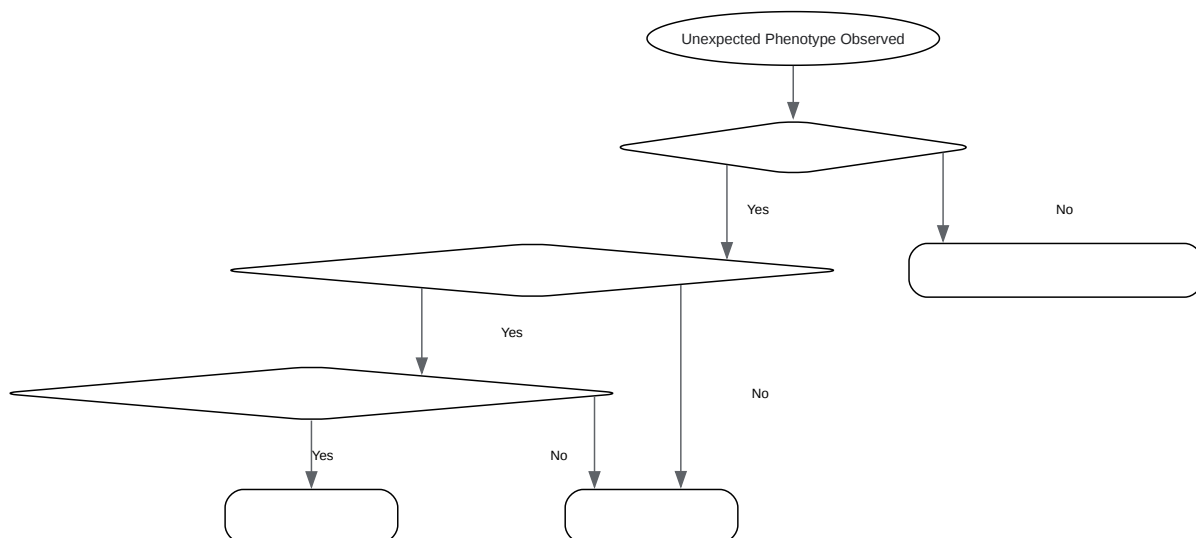 Unexpected Phenotype Observed
Yes
No
Yes
No
Yes
No